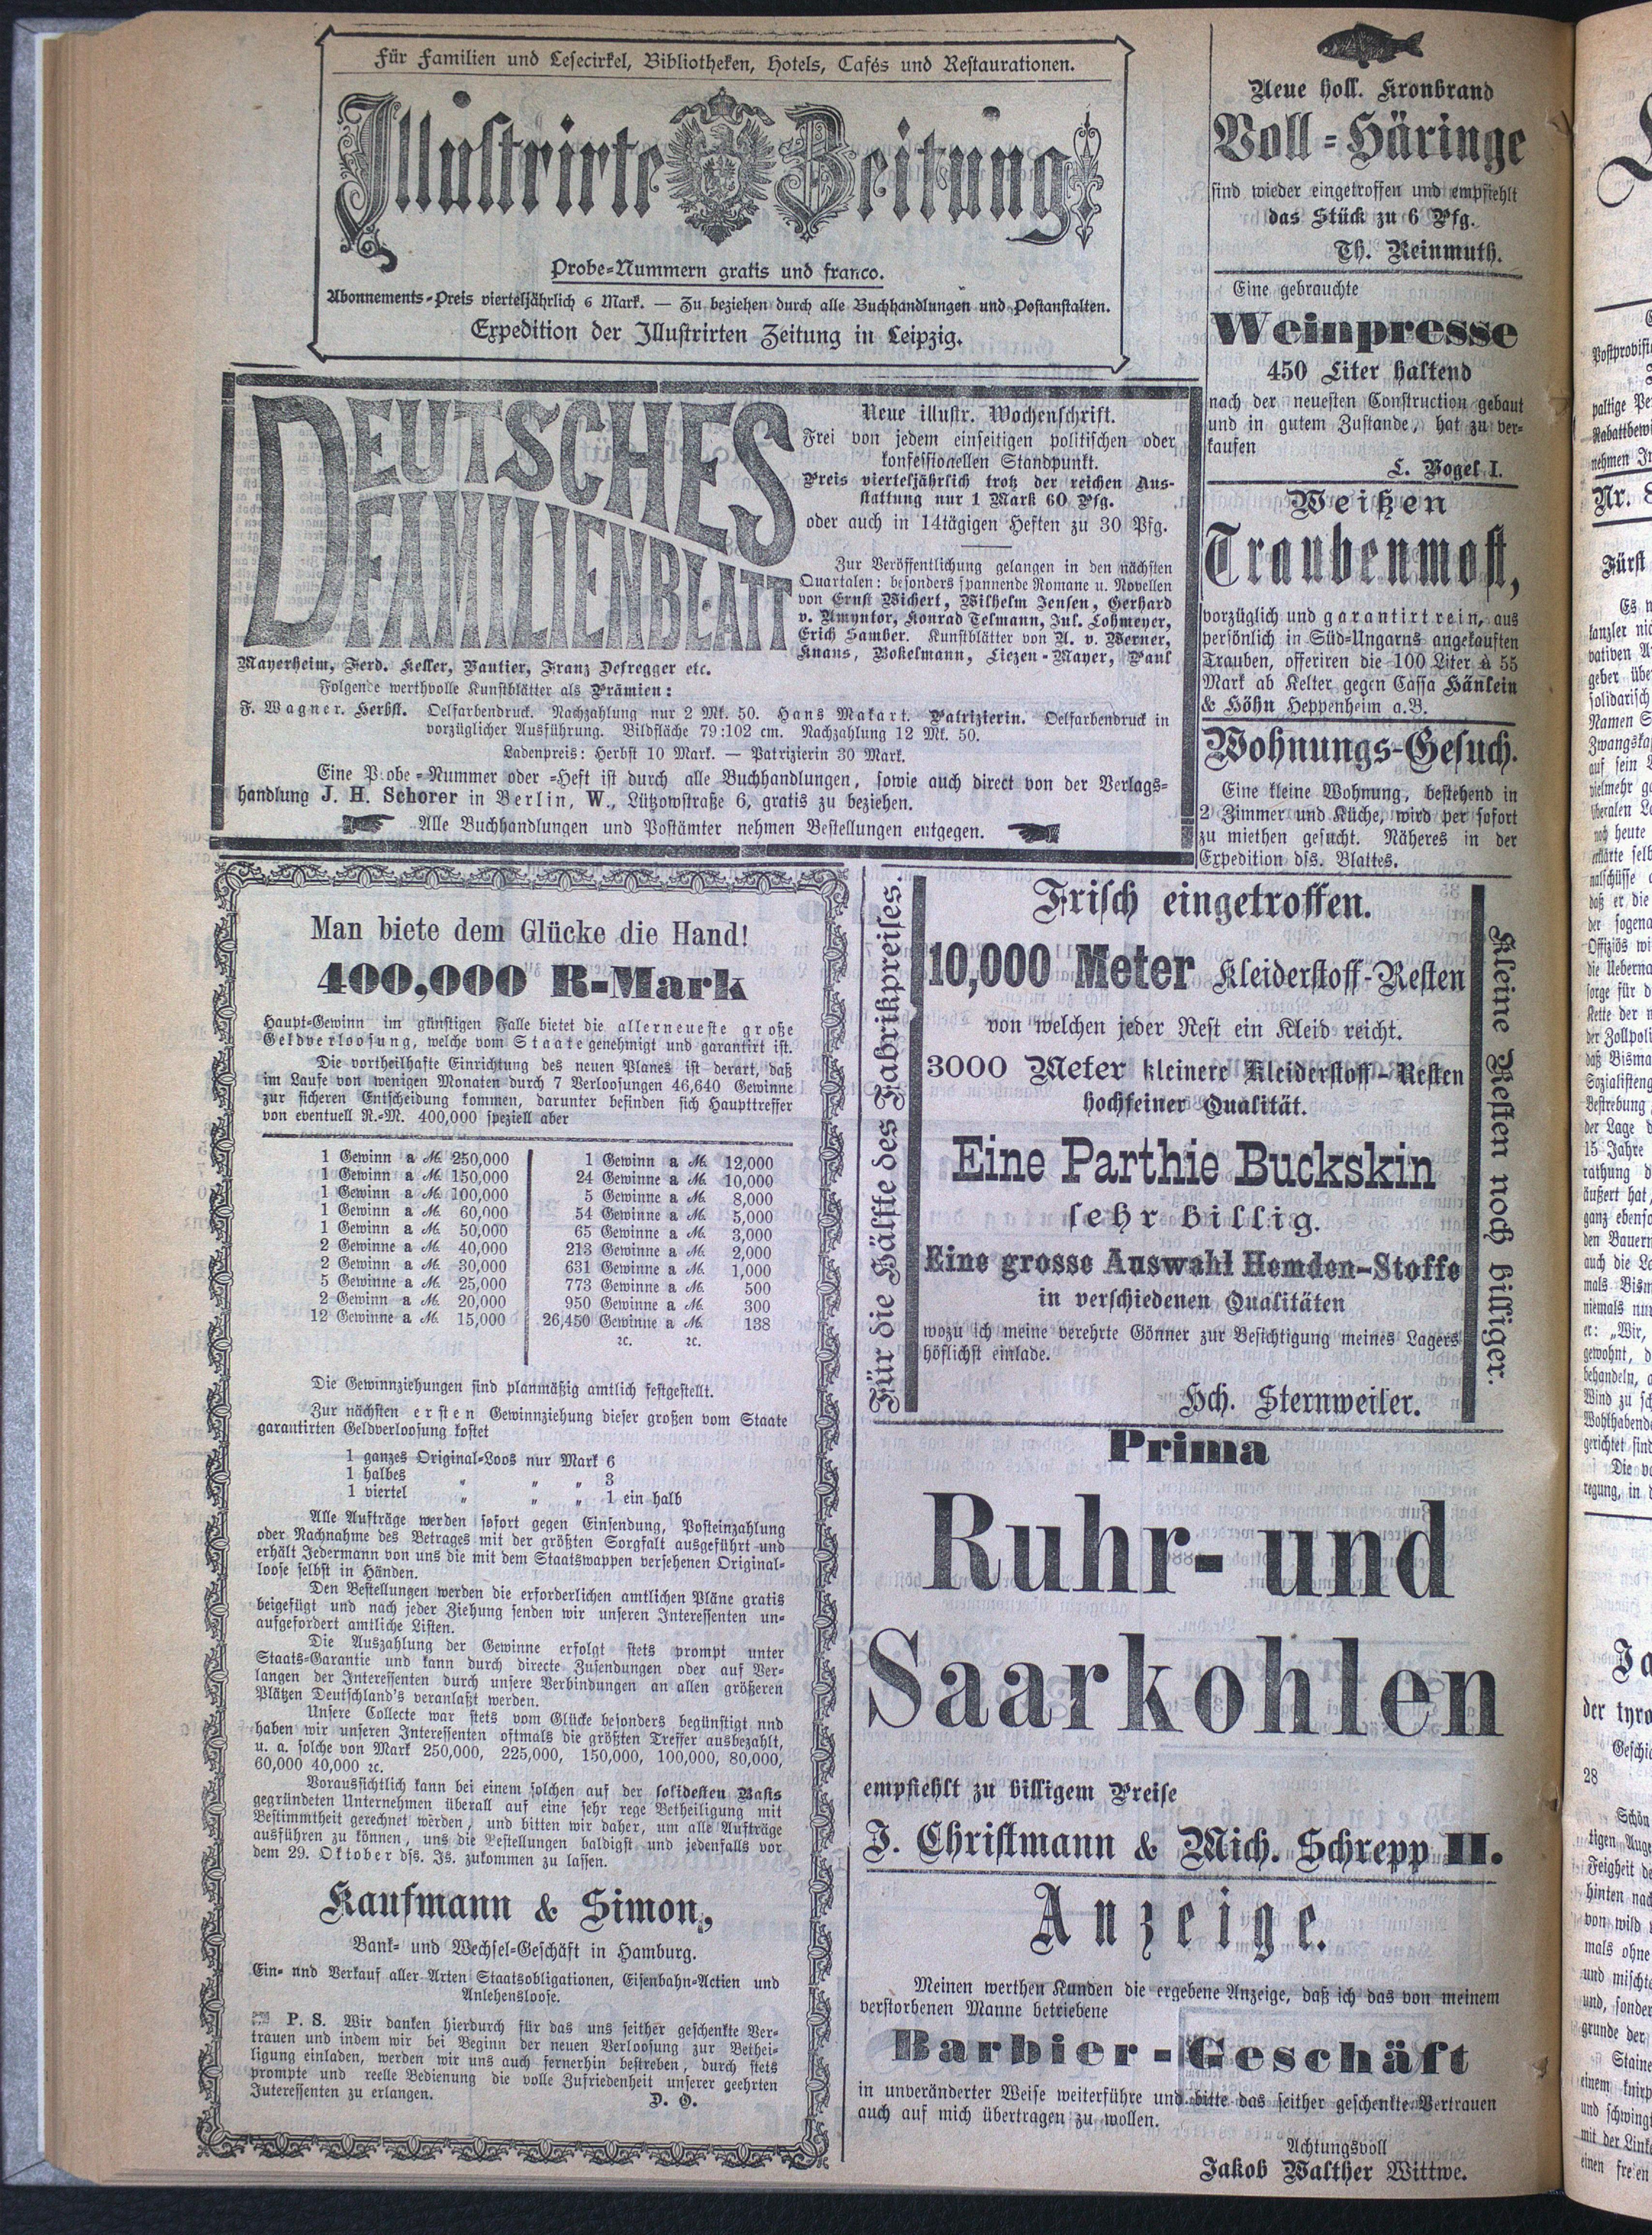 Für Familien und Lesecirkel, Bibliotheken, Hotels, Cafés und Restaurationen.
Illustrirte Zeitung
Probe-Nummern gratis und franco.
Abonnements-Preis vierteljährlich 6 Mark. — Zu beziehen durch alle Buchhandlungen und Postanstalten.
Expedition der Illustrirten Zeitung in Leipzig.
DEUTSCHES
FAMILIENBLATT
Neue illustr. Wochenschrift.
Frei von jedem einseitigen politischen oder
konfessionellen Standpunkt.
Preis vierteljährlich trotz der reichen Aus-
stattung nur 1 Mark 60 Pfg.
oder auch in 14tägigen Heften zu 30 Pfg.
Zur Veröffentlichung gelangen in den nächsten
Quartalen: besonders spannende Romane u. Novellen
von Ernst Wichert, Wilhelm Jensen, Gerhard
v. Amyntor, Konrad Telmann, Jul. Lohmeyer,
Erich Samber. Kunstblätter von A. v. Werner,
Knaus, Bokelmann, Liezen-Mayer, Paul
Mayerheim, Ferd. Keller, Vautier, Franz Defregger etc.
Folgende werthvolle Kunstblätter als Prämien:
F. Wagner. Herbst. Oelfarbendruck. Nachzahlung nur 2 Mk. 50. Hans Makart. Patrizierin. Oelfarbendruck in
vorzüglicher Ausführung. Bildfläche 79:102 cm. Nachzahlung 12 Mk. 50.
Ladenpreis: Herbst 10 Mark. — Patrizierin 30 Mark.
Eine Probe-Nummer oder -Heft ist durch alle Buchhandlungen, sowie auch direct von der Verlags-
handlung J. H. Schorer in Berlin, W., Lützowstraße 6, gratis zu beziehen.
Alle Buchhandlungen und Postämter nehmen Bestellungen entgegen.
Neue holl. Kronbrand
Voll-Häringe
sind wieder eingetroffen und empfiehlt
das Stück zu 6 Pfg.
Th. Reinmuth.
Eine gebrauchte
Weinpresse
450 Liter haltend
nach der neuesten Construction gebaut
und in gutem Zustande, hat zu ver-
kaufen
L. Vogel I.
Weißen
Traubenmost,
vorzüglich und garantirt rein, aus
persönlich in Süd-Ungarns angekauften
Trauben, offeriren die 100 Liter à 55
Mark ab Kelter gegen Cassa Hänlein
& Höhn Heppenheim a.B.
Wohnungs-Gesuch.
Eine kleine Wohnung, bestehend in
2 Zimmer und Küche, wird per sofort
zu miethen gesucht. Näheres in der
Expedition dss. Blattes.
Man biete dem Glücke die Hand!
400,000 R-Mark
Haupt-Gewinn im günstigen Falle bietet die allerneueste große
Geldverloosung, welche vom Staate genehmigt und garantirt ist.
Die vortheilhafte Einrichtung des neuen Planes ist derart, daß
im Laufe von wenigen Monaten durch 7 Verloosungen 46,640 Gewinne
zur sicheren Entscheidung kommen, darunter befinden sich Haupttreffer
von eventuell R.-M. 400,000 speziell aber
1 Gewinn a M. 250,000
1 Gewinn a M. 150,000
1 Gewinn a M. 100,000
1 Gewinn a M. 60,000
1 Gewinn a M. 50,000
2 Gewinne a M. 40,000
2 Gewinn a M. 30,000
5 Gewinne a M. 25,000
2 Gewinn a M. 20,000
12 Gewinne a M. 15,000
1 Gewinn a M. 12,000
24 Gewinne a M. 10,000
5 Gewinne a M. 8,000
54 Gewinne a M. 5,000
65 Gewinne a M. 3,000
213 Gewinne a M. 2,000
631 Gewinne a M. 1,000
773 Gewinne a M. 500
950 Gewinne a M. 300
26,450 Gewinne a M. 138
ꝛc. ꝛc.
Die Gewinnziehungen sind planmäßig amtlich festgestellt.
Zur nächsten ersten Gewinnziehung dieser großen vom Staate
garantirten Geldverloosung kostet
1 ganzes Original-Loos nur Mark 6
1 halbes „ „ „ 3
1 viertel „ „ „ 1 ein halb
Alle Aufträge werden sofort gegen Einsendung, Posteinzahlung
oder Nachnahme des Betrages mit der größten Sorgfalt ausgeführt und
erhält Jedermann von uns die mit dem Staatswappen versehenen Original-
loose selbst in Händen.
Den Bestellungen werden die erforderlichen amtlichen Pläne gratis
beigefügt und nach jeder Ziehung senden wir unseren Interessenten un-
aufgefordert amtliche Listen.
Die Auszahlung der Gewinne erfolgt stets prompt unter
Staats-Garantie und kann durch directe Zusendungen oder auf Ver-
langen der Interessenten durch unsere Verbindungen an allen größeren
Plätzen Deutschland's veranlaßt werden.
Unsere Collecte war stets vom Glücke besonders begünstigt nnd
haben wir unseren Interessenten oftmals die größten Treffer ausbezahlt,
u. a. solche von Mark 250,000, 225,000, 150,000, 100,000, 80,000,
60,000 40,000 ꝛc.
Voraussichtlich kann bei einem solchen auf der solidesten Basis
gegründeten Unternehmen überall auf eine sehr rege Betheiligung mit
Bestimmtheit gerechnet werden, und bitten wir daher, um alle Aufträge
ausführen zu können, uns die Bestellungen baldigst und jedenfalls vor
dem 29. Oktober dss. Js. zukommen zu lassen.
Kaufmann & Simon,
Bank- und Wechsel-Geschäft in Hamburg.
Ein- nnd Verkauf aller Arten Staatsobligationen, Eisenbahn-Actien und
Anlehensloose.
P. S. Wir danken hierdurch für das uns seither geschenkte Ver-
trauen und indem wir bei Beginn der neuen Verloosung zur Bethei-
ligung einladen, werden wir uns auch fernerhin bestreben, durch stets
prompte und reelle Bedienung die volle Zufriedenheit unserer geehrten
Interessenten zu erlangen.
D. O.
Für die Hälfte des Fabrikpreises
Frisch eingetroffen.
10,000 Meter Kleiderstoff-Resten
von welchen jeder Rest ein Kleid reicht.
3000 Meter kleinere Kleiderstoff-Resten
hochfeiner Qualität.
Eine Parthie Buckskin
sehr billig.
Eine grosse Auswahl Hemden-Stoffe
in verschiedenen Qualitäten
wozu ich meine verehrte Gönner zur Besichtigung meines Lagers
höflichst einlade.
Hch. Sternweiler.
Kleine Resten noch billiger.
Prima
Ruhr- und
Saarkohlen
empfiehlt zu billigem Preise
J. Christmann & Mich. Schrepp II.
Anzeige.
Meinen werthen Kunden die ergebene Anzeige, daß ich das von meinem
verstorbenen Manne betriebene
Barbier-Geschäft
in unveränderter Weise weiterführe und bitte das seither geschenkte Vertrauen
auch auf mich übertragen zu wollen.
Achtungsvoll
Jakob Walther Wittwe.